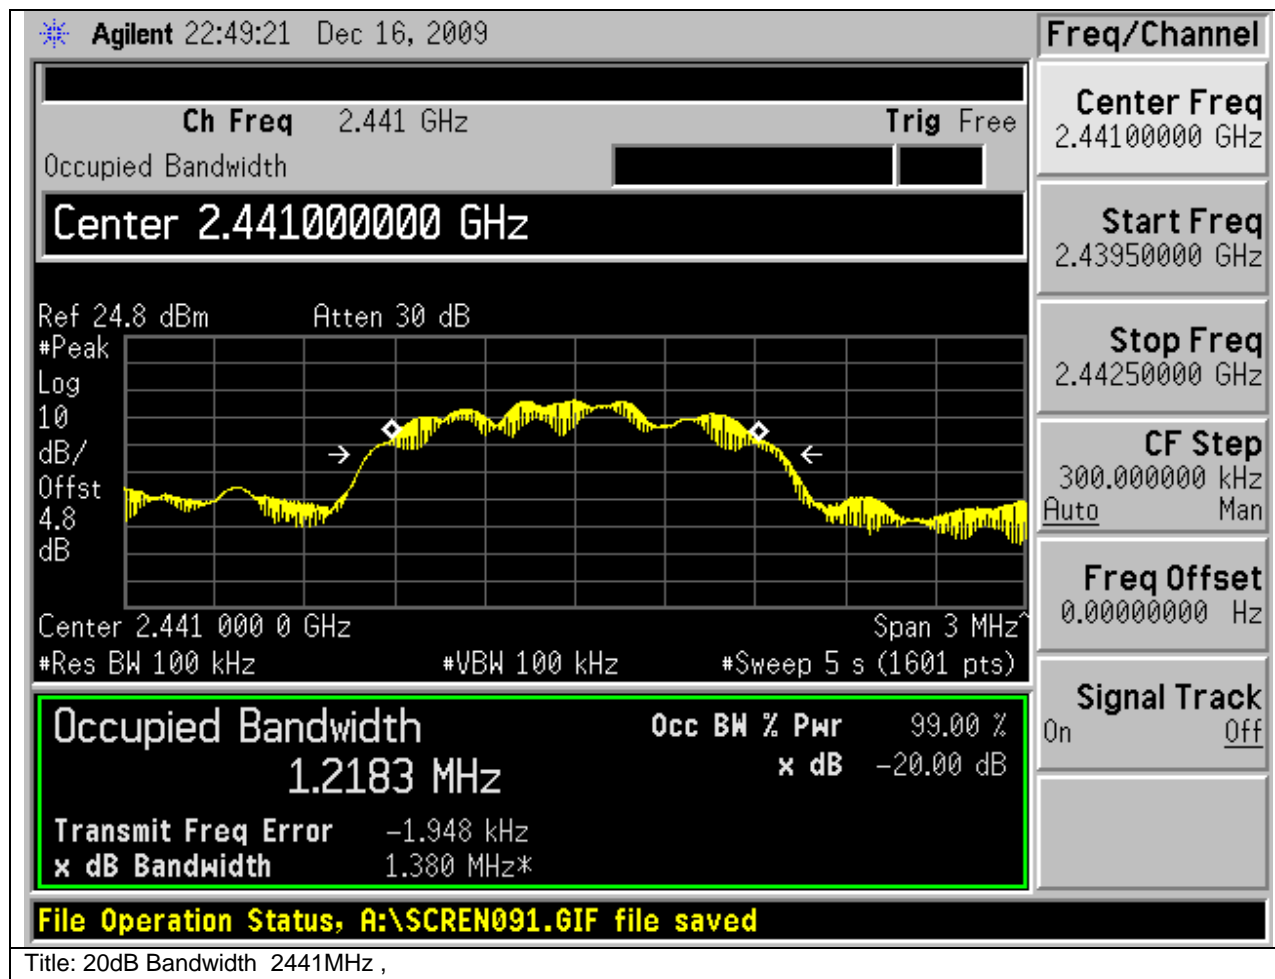 Agilent 22:49:21 Dec 16, 2009
Freq/Channel
Ch Freq 2.441 GHz Trig Free
Occupied Bandwidth
Center 2.441000000 GHz
Ref 24.8 dBm Atten 30 dB
#Peak
Log
10
dB/
Offst
4.8
dB
Center 2.441 000 0 GHz Span 3 MHz^
#Res BW 100 kHz #VBW 100 kHz #Sweep 5 s (1601 pts)
Occupied Bandwidth
1.2183 MHz
Occ BW % Pwr 99.00 %
x dB -20.00 dB
Transmit Freq Error -1.948 kHz
x dB Bandwidth 1.380 MHz*
File Operation Status, A:\SCREN091.GIF file saved
Center Freq
2.44100000 GHz
Start Freq
2.43950000 GHz
Stop Freq
2.44250000 GHz
CF Step
300.000000 kHz
Auto Man
Freq Offset
0.00000000 Hz
Signal Track
On Off
Title: 20dB Bandwidth 2441MHz ,